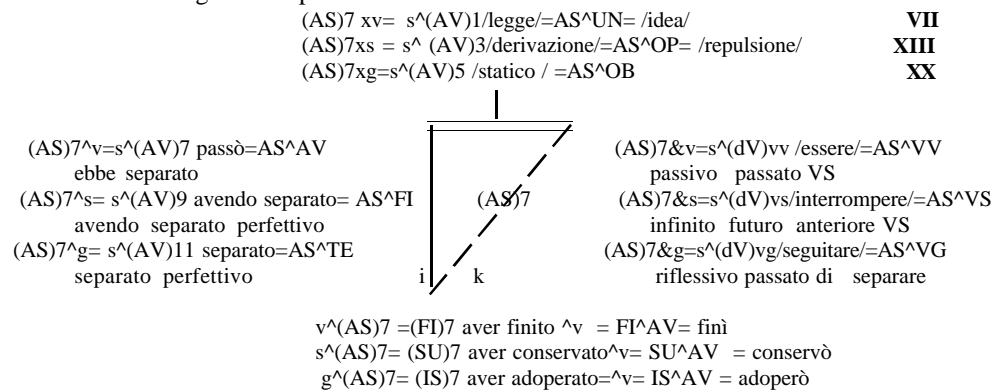 (AS)7 xv= s^(AV)1/legge/=AS^UN= /idea/ VII
(AS)7xs = s^ (AV)3/derivazione/=AS^OP= /repulsione/ XIII
(AS)7xg=s^(AV)5 /statico / =AS^OB XX
(AS)7^v=s^(AV)7 passò=AS^AV
ebbe separato
(AS)7^s= s^(AV)9 avendo separato= AS^FI
avendo separato perfettivo
(AS)7^g= s^(AV)11 separato=AS^TE
separato perfettivo
(AS)7
i k
(AS)7&v=s^(dV)vv /essere/=AS^VV
passivo passato VS
(AS)7&s=s^(dV)vs/interrompere/=AS^VS
infinito futuro anteriore VS
(AS)7&g=s^(dV)vg/seguitare/=AS^VG
riflessivo passato di separare
v^(AS)7 =(FI)7 aver finito ^v = FI^AV= finì
s^(AS)7= (SU)7 aver conservato^v= SU^AV = conservò
g^(AS)7= (IS)7 aver adoperato=^v= IS^AV = adoperò